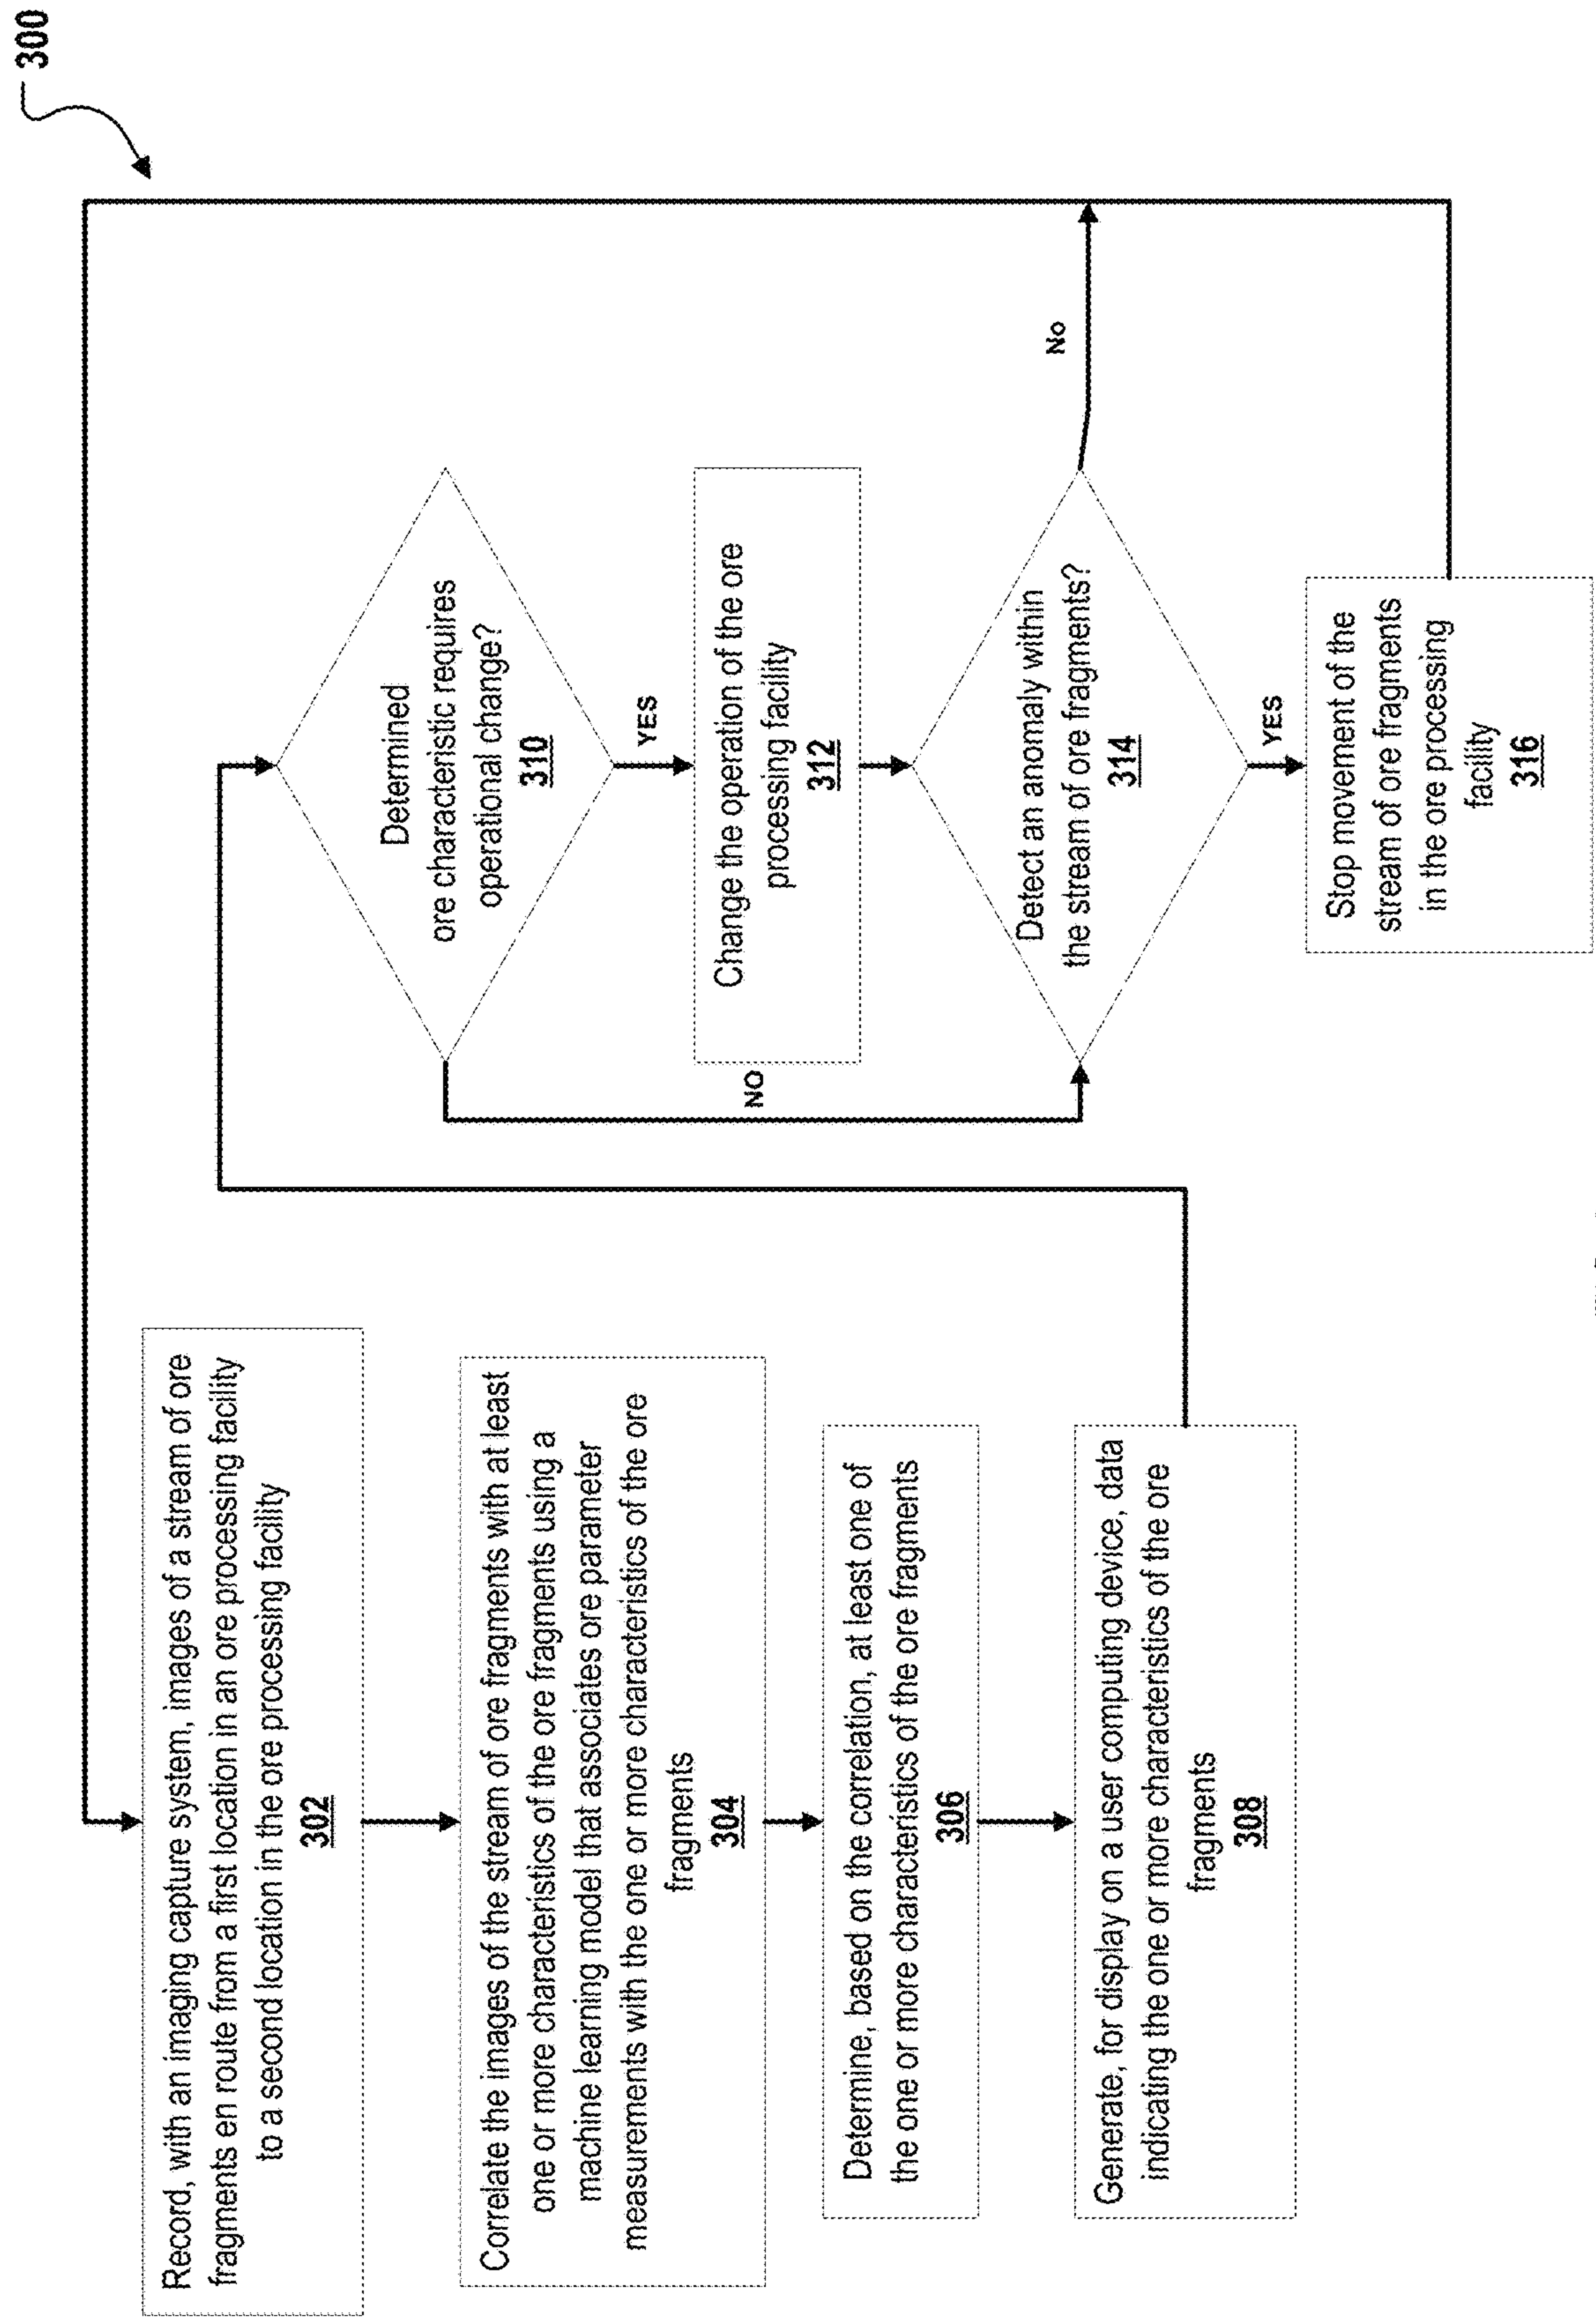 300
Record, with an imaging capture system, images of a stream of ore
fragments en route from a first location in an ore processing facility
to a second location in the ore processing facility
302
Correlate the images of the stream of ore fragments with at least
one or more characteristics of the ore fragments using a
machine learning model that associates ore parameter
measurements with the one or more characteristics of the ore
fragments
304
Determine, based on the correlation, at least one of
the one or more characteristics of the ore fragments
306
Generate, for display on a user computing device, data
indicating the one or more characteristics of the ore
fragments
308
Determined
ore characteristic requires
operational change?
310
YES
NO
Change the operation of the ore
processing facility
312
Detect an anomaly within
the stream of ore fragments?
314
No
YES
Stop movement of the
stream of ore fragments
in the ore processing
facility
316